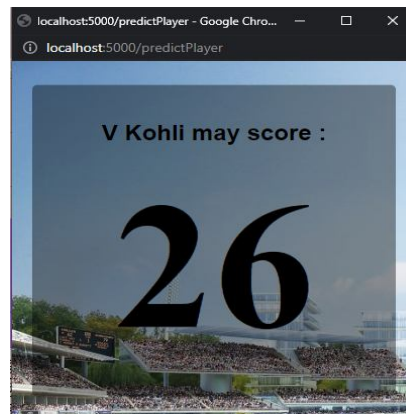 localhost:5000/predictPlayer - Google Chro...
localhost:5000/predictPlayer
V Kohli may score :
26